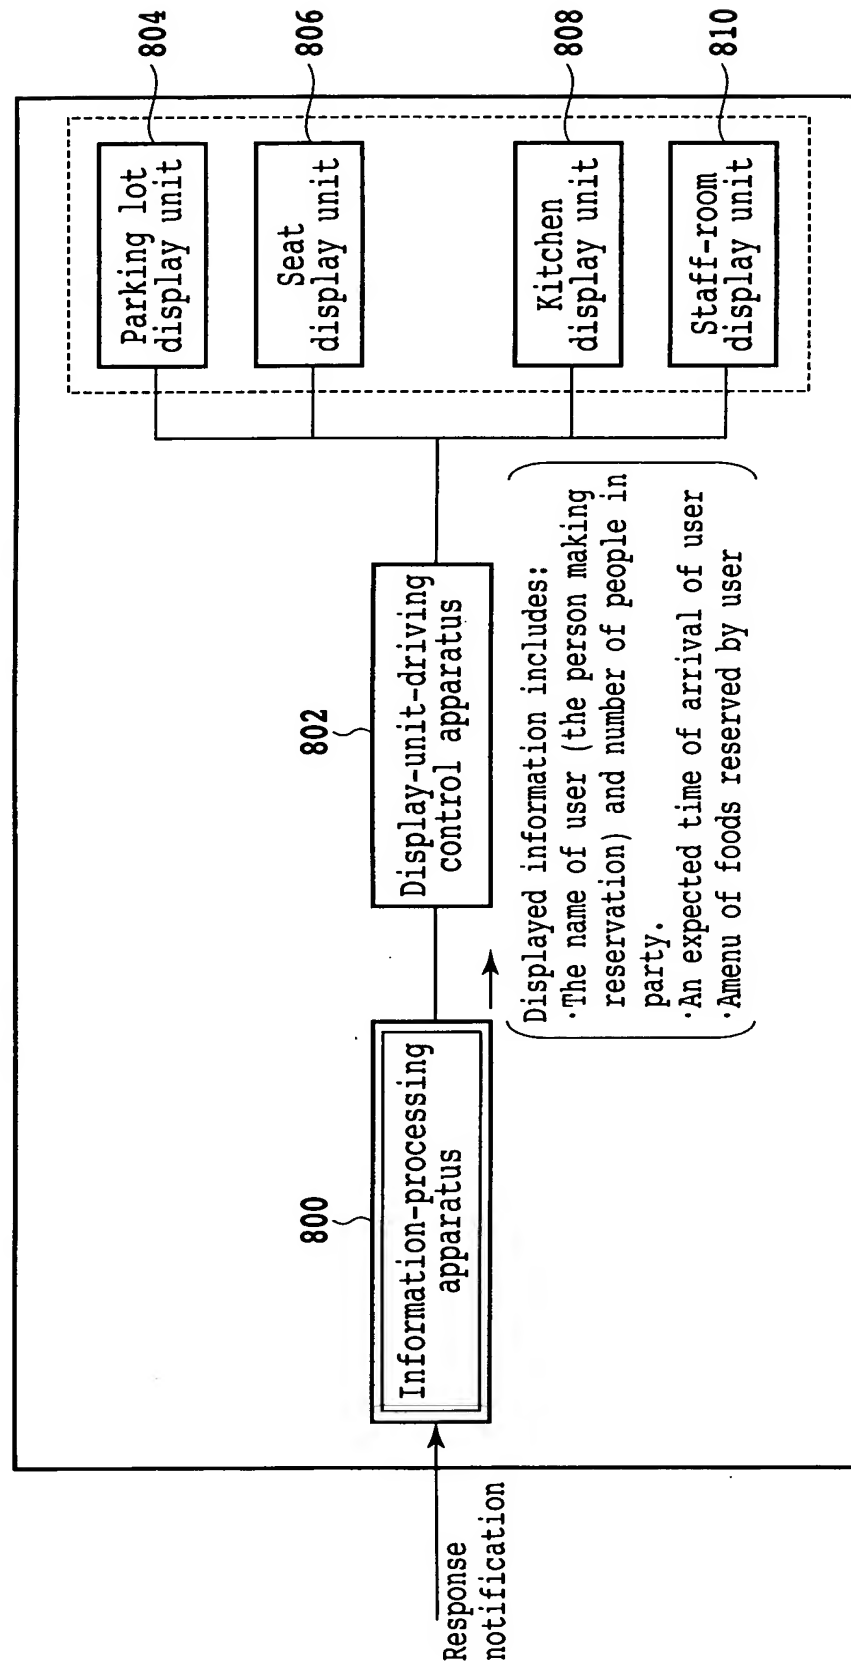 Response
notification
800
Information-processing
apparatus
802
Display-unit-driving
control apparatus
Displayed information includes:
·The name of user (the person making
reservation) and number of people in
party.
·An expected time of arrival of user
·Amenu of foods reserved by user
Parking lot
display unit
804
Seat
display unit
806
Kitchen
display unit
808
Staff-room
display unit
810